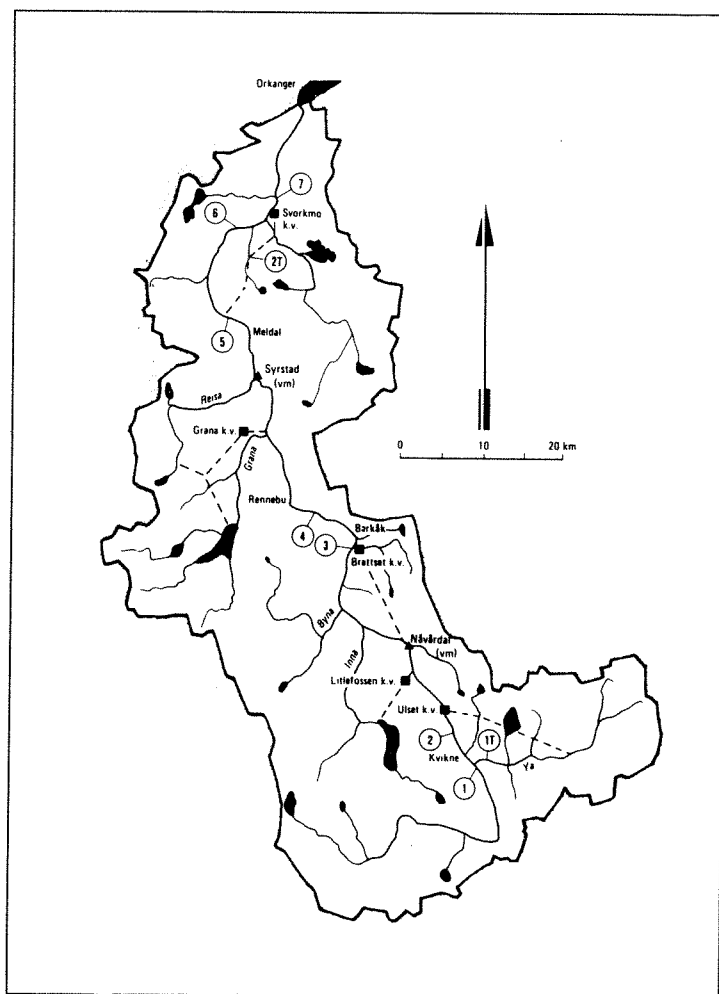 Orkanger
7
Svorkmo
k.v.
6
2T
5
Meldal
Syrstad
(vm)
Reisa
Grana k.v.
Grana
0 10 20 km
Rennebu
4
3
Barkåk
Brattset k.v.
Byna
Inna
Nåvårdal
(vm)
Litlefossen k.v.
Ulset k.v.
2
1T
Kvikne
Ya
1